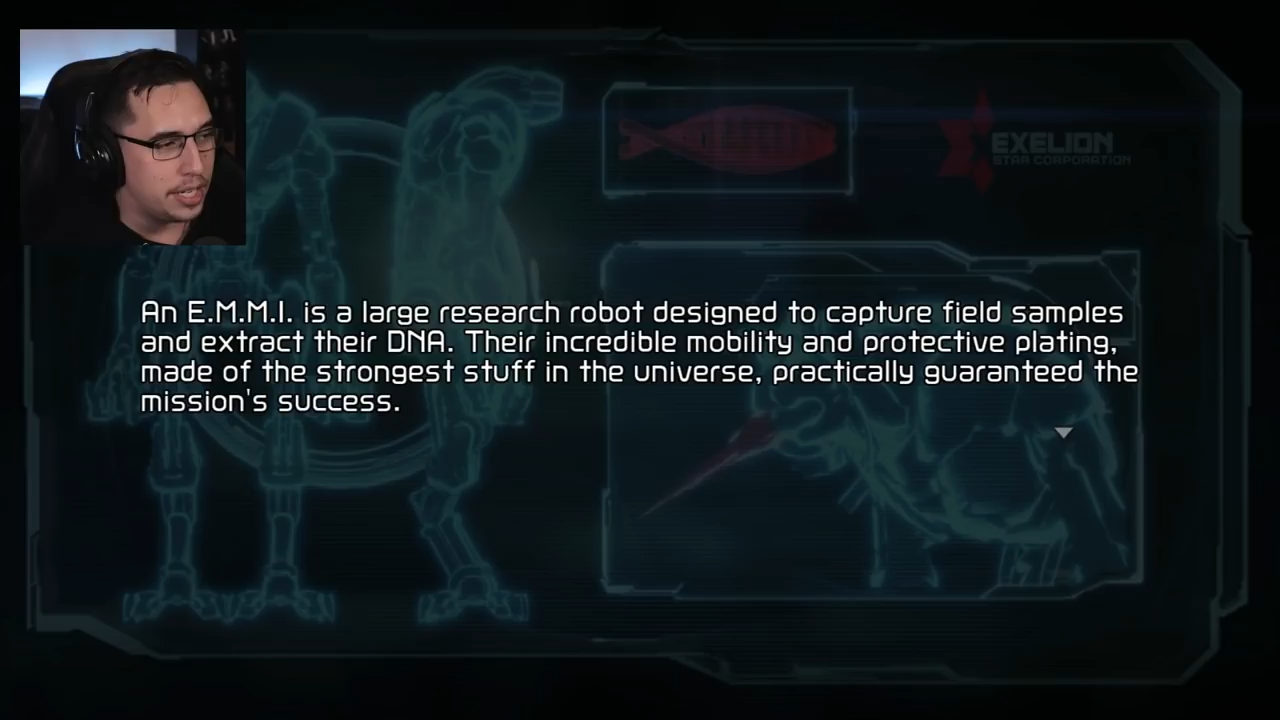 EXELION
STAR CORPORATION
An E.M.M.I. is a large research robot designed to capture field samples
and extract their DNA. Their incredible mobility and protective plating,
made of the strongest stuff in the universe, practically guaranteed the
mission's success.